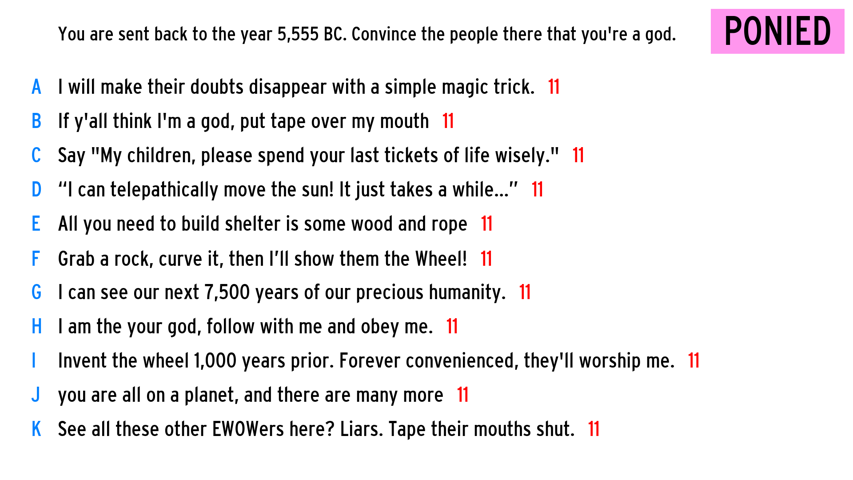 You are sent back to the year 5,555 BC. Convince the people there that you're a god.
PONIED
A I will make their doubts disappear with a simple magic trick. 11
B If y'all think I'm a god, put tape over my mouth 11
C Say "My children, please spend your last tickets of life wisely." 11
D “I can telepathically move the sun! It just takes a while...” 11
E All you need to build shelter is some wood and rope 11
F Grab a rock, curve it, then I’ll show them the Wheel! 11
G I can see our next 7,500 years of our precious humanity. 11
H I am the your god, follow with me and obey me. 11
I Invent the wheel 1,000 years prior. Forever convenienced, they'll worship me. 11
J you are all on a planet, and there are many more 11
K See all these other EWOWers here? Liars. Tape their mouths shut. 11